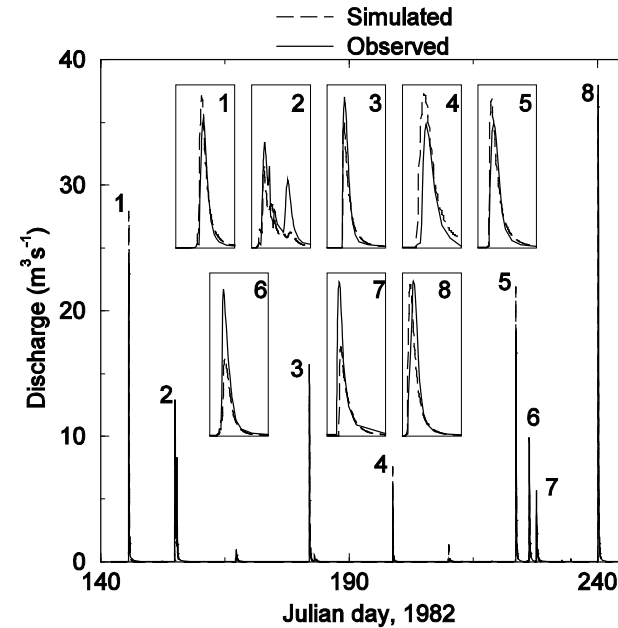 Simulated
Observed
40
30
20
10
0
Discharge (m³s⁻¹)
1 2 3 4 5
6 7 8
1
2
3
4
5
6
7
8
140 190 240
Julian day, 1982